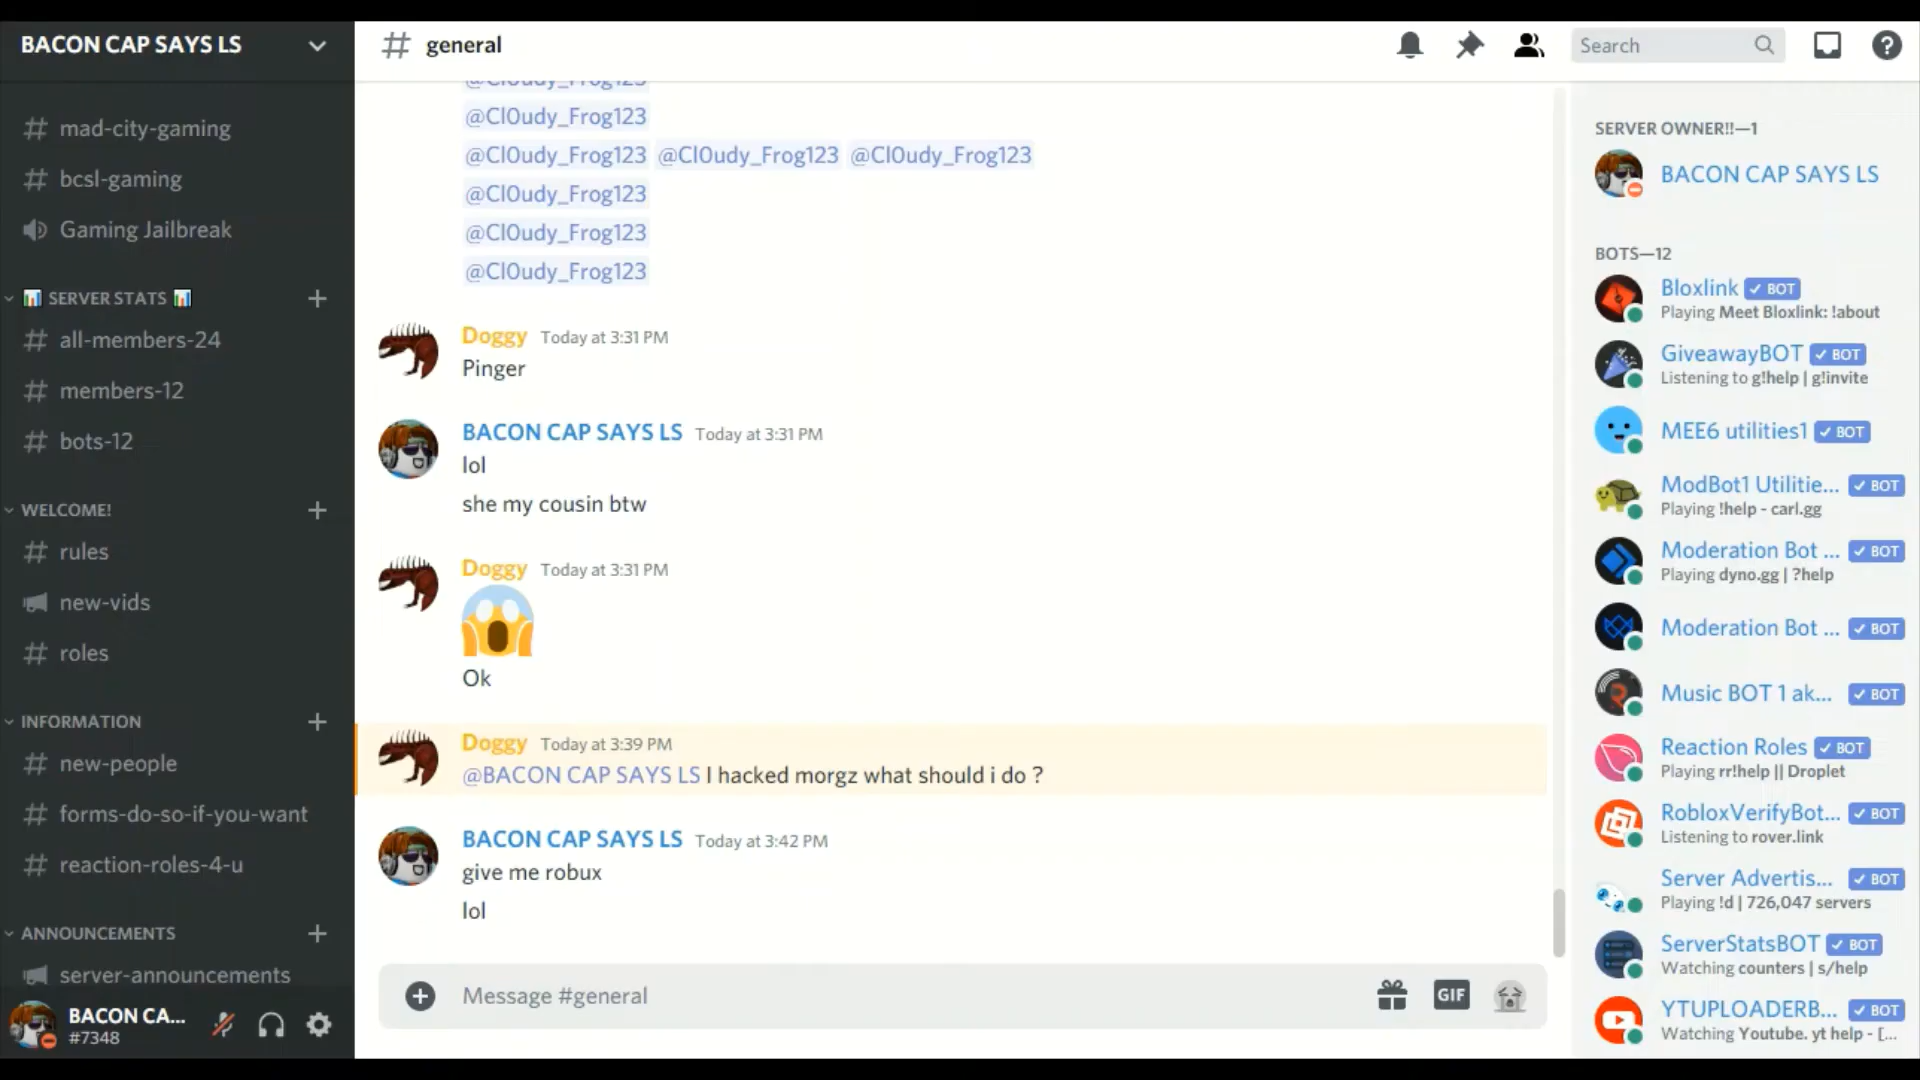 BACON CAP SAYS LS
mad-city-gaming
bcsl-gaming
Gaming Jailbreak
SERVER STATS
all-members-24
members-12
bots-12
WELCOME!
rules
new-vids
roles
INFORMATION
new-people
forms-do-so-if-you-want
reaction-roles-4-u
ANNOUNCEMENTS
server-announcements
BACON CA...
#7348
general
Search
@Cl0udy_Frog123
@Cl0udy_Frog123
@Cl0udy_Frog123 @Cl0udy_Frog123 @Cl0udy_Frog123
@Cl0udy_Frog123
@Cl0udy_Frog123
@Cl0udy_Frog123
Doggy Today at 3:31 PM
Pinger
BACON CAP SAYS LS Today at 3:31 PM
lol
she my cousin btw
Doggy Today at 3:31 PM
Ok
Doggy Today at 3:39 PM
@BACON CAP SAYS LS I hacked morgz what should i do ?
BACON CAP SAYS LS Today at 3:42 PM
give me robux
lol
Message #general
GIF
SERVER OWNER!!—1
BACON CAP SAYS LS
BOTS—12
Bloxlink BOT
Playing Meet Bloxlink: !about
GiveawayBOT BOT
Listening to g!help | g!invite
MEE6 utilities1 BOT
ModBot1 Utilitie... BOT
Playing !help - carl.gg
Moderation Bot ... BOT
Playing dyno.gg | ?help
Moderation Bot ... BOT
Music BOT 1 ak... BOT
Reaction Roles BOT
Playing rr!help || Droplet
RobloxVerifyBot... BOT
Listening to rover.link
Server Advertis... BOT
Playing !d | 726,047 servers
ServerStatsBOT BOT
Watching counters | s/help
YTUPLOADERB... BOT
Watching Youtube. yt help - [...